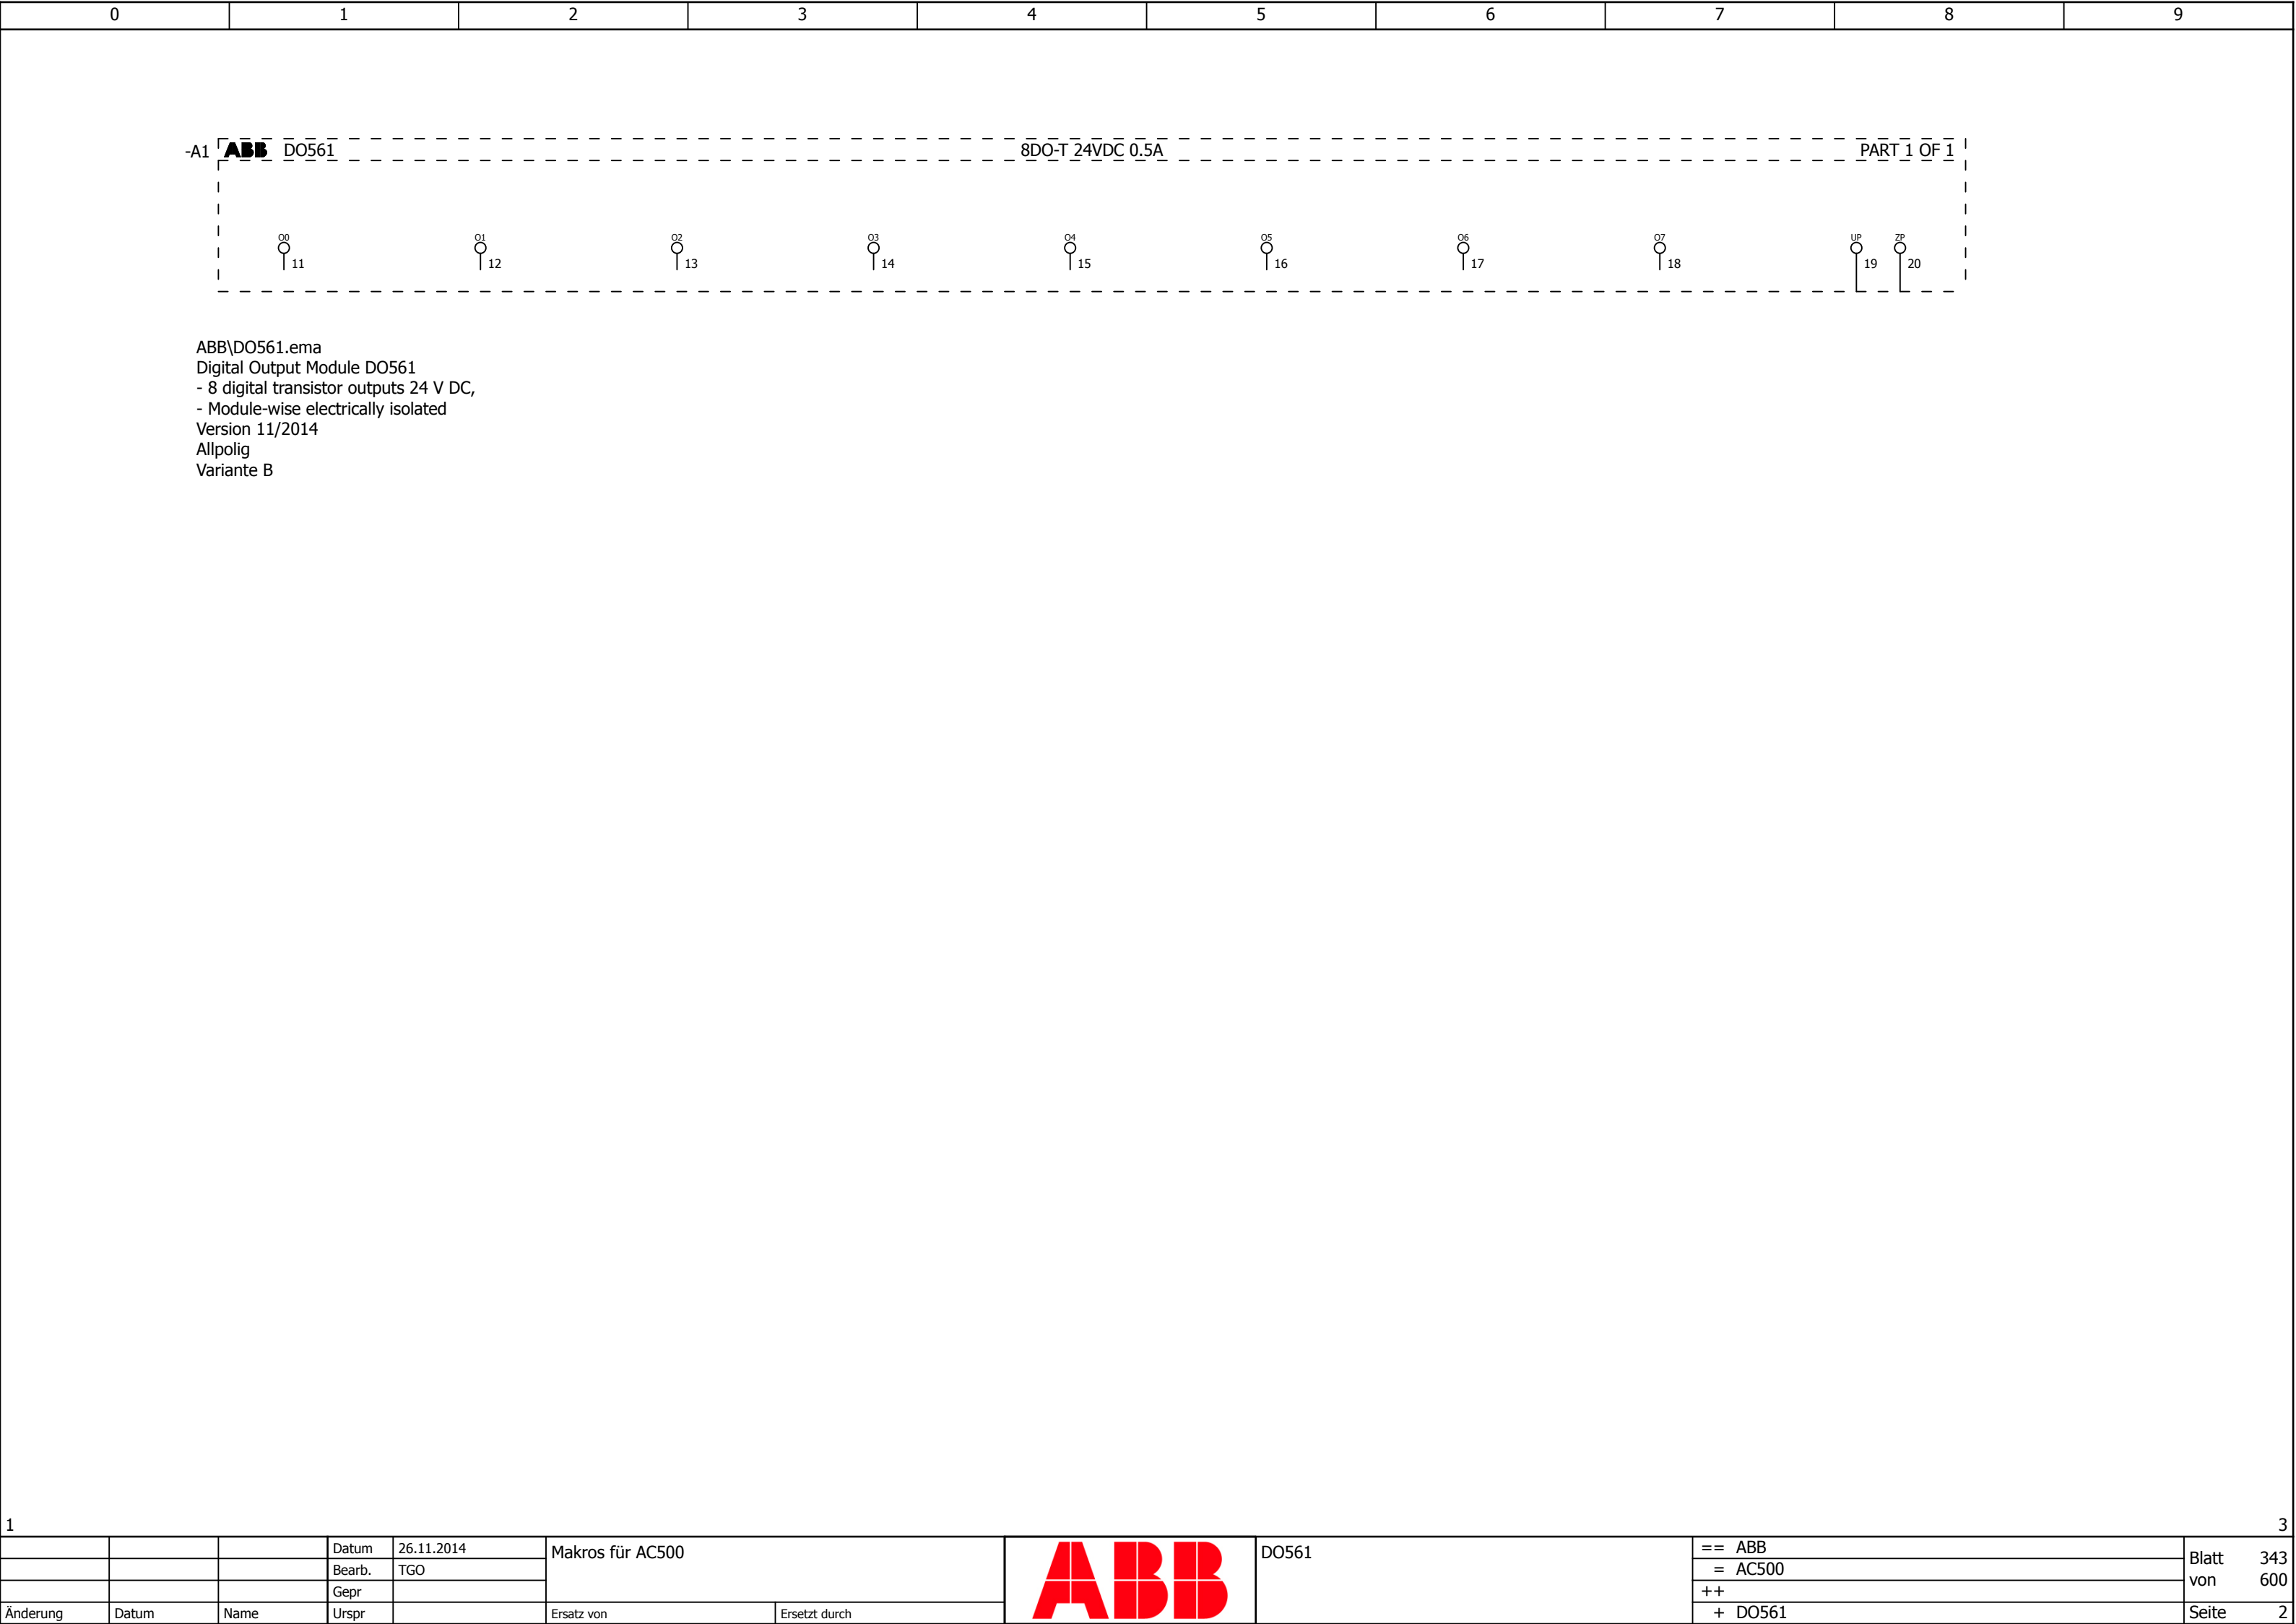 0 1 2 3 4 5 6 7 8 9
-A1 ABB DO561 8DO-T 24VDC 0.5A PART 1 OF 1
O0 O1 O2 O3 O4 O5 O6 O7 UP ZP
11 12 13 14 15 16 17 18 19 20
ABB\DO561.ema
Digital Output Module DO561
- 8 digital transistor outputs 24 V DC,
- Module-wise electrically isolated
Version 11/2014
Allpolig
Variante B
1 3
Datum 26.11.2014 Makros für AC500 ABB DO561 == ABB Blatt 343
Bearb. TGO = AC500 von 600
Gepr ++
Änderung Datum Name Urspr Ersatz von Ersetzt durch + DO561 Seite 2